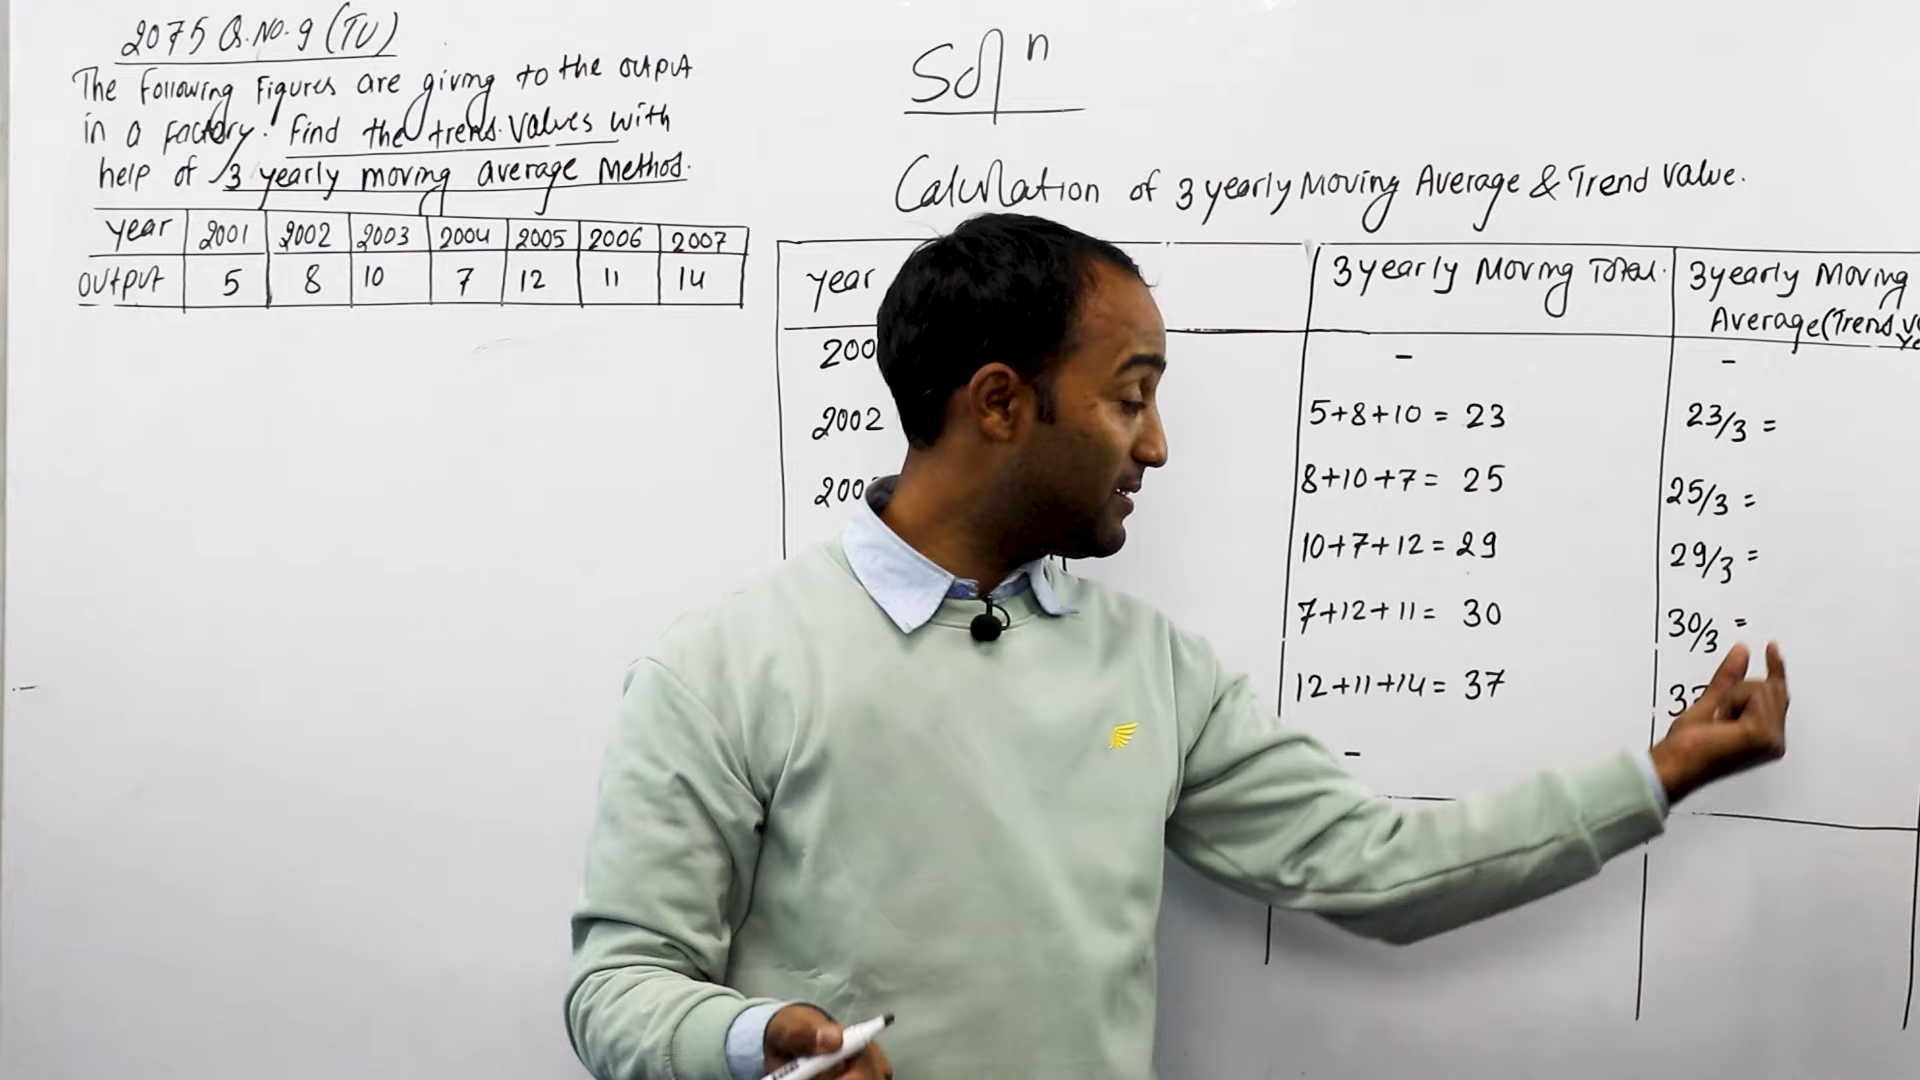 2075 Q.NO.9 (TU)
The Following Figures are giving to the output
in a factory. Find the trend values with
help of 3 yearly moving average Method.
year 2001 2002 2003 2004 2005 2006 2007
output 5 8 10 7 12 11 14
Solⁿ
Calculation of 3 yearly Moving Average & Trend value.
year 3 yearly Moving Total. 3 yearly Moving
Average (Trend
200 - -
2002 5+8+10 = 23 23/3 =
200 8+10+7 = 25 25/3 =
10+7+12 = 29 29/3 =
7+12+11 = 30 30/3 =
12+11+14 = 37
-